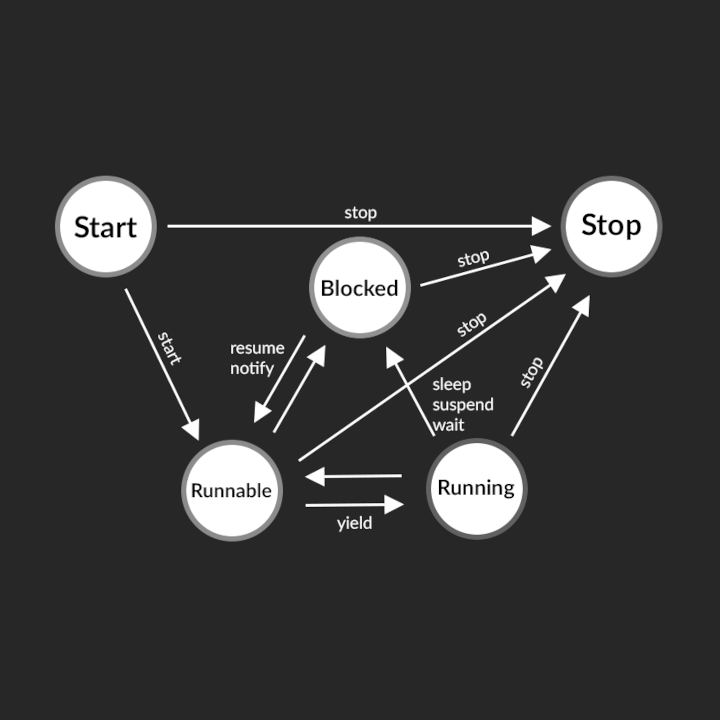 stop
Start
Stop
stop
Blocked
stop
start
resume
notify
stop
sleep
suspend
wait
Runnable
Running
yield